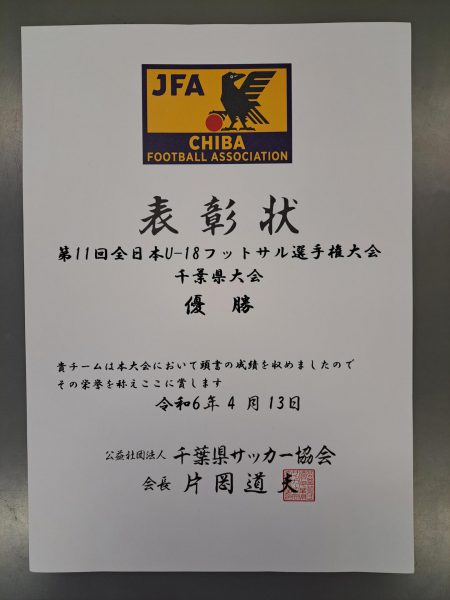 JFA
CHIBA
FOOTBALL ASSOCIATION
表彰状
第11回全日本U-18フットサル選手権大会
千葉県大会
優勝
貴チームは本大会において頭書の成績を収めましたので
その栄誉を称えここに賞します
令和6年4月13日
公益社団法人 千葉県サッカー協会
会長 片岡道夫